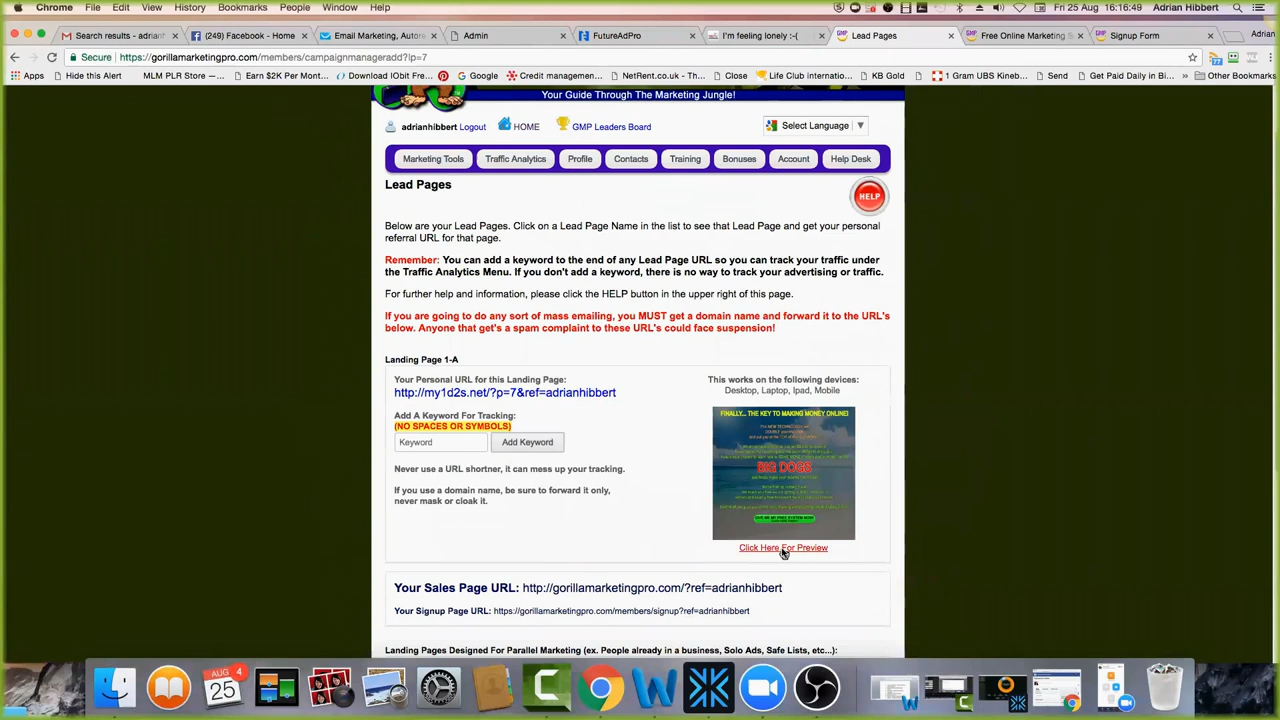 Chrome File Edit View History Bookmarks People Window Help Fri 25 Aug 16:16:49 Adrian Hibbert
Search results - adrianh (249) Facebook - Home Email Marketing, Autore Admin FutureAdPro I'm feeling lonely :-( Lead Pages Free Online Marketing S Signup Form Adrian
Secure https://gorillamarketingpro.com/members/campaignmanageradd?lp=7
Apps Hide this Alert MLM PLR Store — Earn $2K Per Month. Download IObit Fre Google Credit managemen... NetRent.co.uk - Th... Close Life Club internatio... KB Gold 1 Gram UBS Kineb... Send Get Paid Daily in Biz... Other Bookmarks
Your Guide Through The Marketing Jungle!
adrianhibbert Logout HOME GMP Leaders Board Select Language
Marketing Tools Traffic Analytics Profile Contacts Training Bonuses Account Help Desk
Lead Pages
HELP
Below are your Lead Pages. Click on a Lead Page Name in the list to see that Lead Page and get your personal
referral URL for that page.
Remember: You can add a keyword to the end of any Lead Page URL so you can track your traffic under
the Traffic Analytics Menu. If you don't add a keyword, there is no way to track your advertising or traffic.
For further help and information, please click the HELP button in the upper right of this page.
If you are going to do any sort of mass emailing, you MUST get a domain name and forward it to the URL's
below. Anyone that get's a spam complaint to these URL's could face suspension!
Landing Page 1-A
Your Personal URL for this Landing Page:
http://my1d2s.net/?p=7&ref=adrianhibbert
Add A Keyword For Tracking:
(NO SPACES OR SYMBOLS)
Keyword Add Keyword
Never use a URL shortner, it can mess up your tracking.
If you use a domain name, be sure to forward it only,
never mask or cloak it.
This works on the following devices:
Desktop, Laptop, Ipad, Mobile
FINALLY... THE KEY TO MAKING MONEY ONLINE!
BIG DOGS
GIVE ME MY FREE SYSTEM NOW!
Click Here For Preview
Your Sales Page URL: http://gorillamarketingpro.com/?ref=adrianhibbert
Your Signup Page URL: https://gorillamarketingpro.com/members/signup?ref=adrianhibbert
Landing Pages Designed For Parallel Marketing (ex. People already in a business, Solo Ads, Safe Lists, etc...):
AUG 4
25